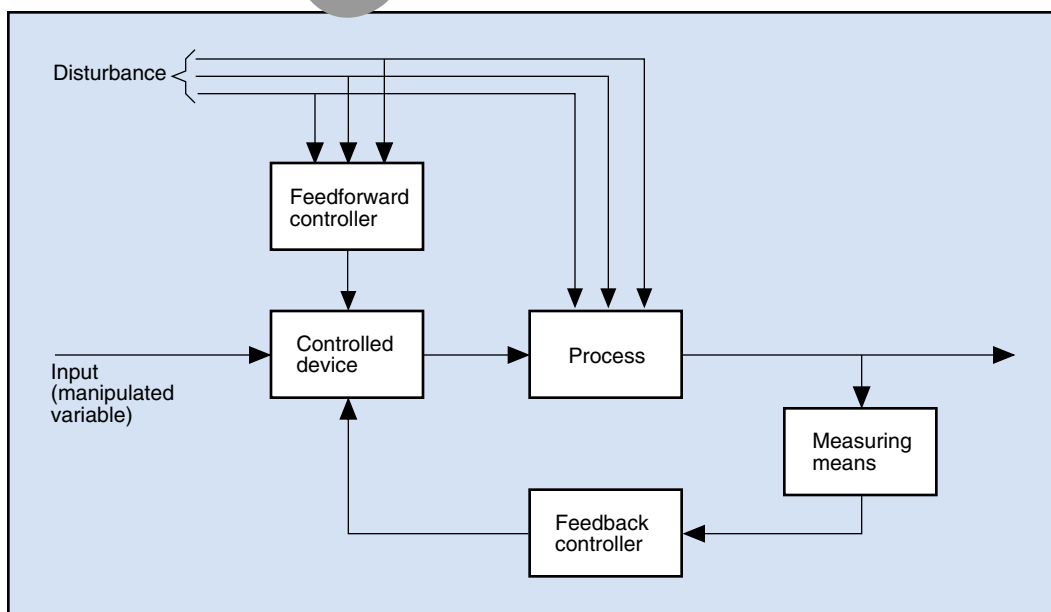 Disturbance
Feedforward
controller
Controlled
device
Process
Input
(manipulated
variable)
Measuring
means
Feedback
controller